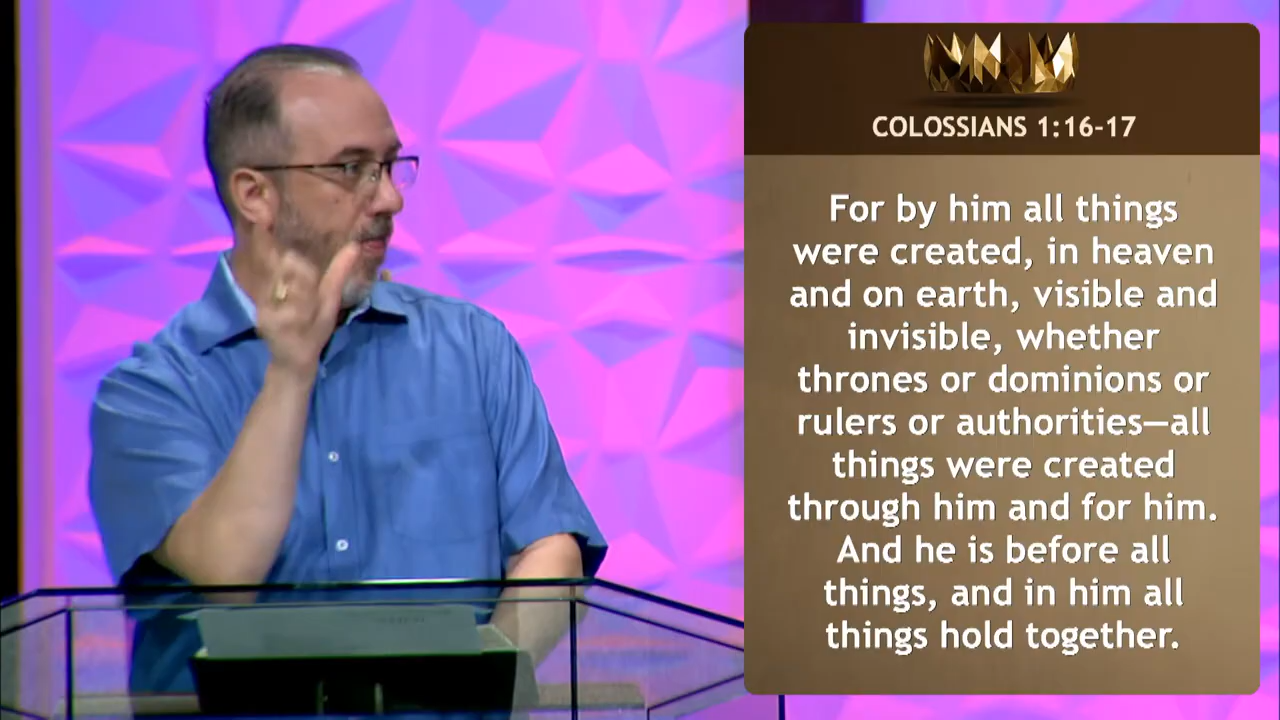 COLOSSIANS 1:16-17
For by him all things
were created, in heaven
and on earth, visible and
invisible, whether
thrones or dominions or
rulers or authorities—all
things were created
through him and for him.
And he is before all
things, and in him all
things hold together.